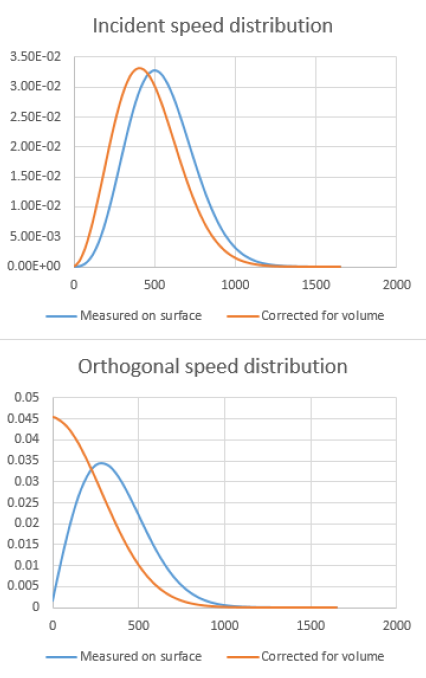 Incident speed distribution
3.50E-02
3.00E-02
2.50E-02
2.00E-02
1.50E-02
1.00E-02
5.00E-03
0.00E+00
0 500 1000 1500 2000
Measured on surface Corrected for volume
Orthogonal speed distribution
0.05
0.045
0.04
0.035
0.03
0.025
0.02
0.015
0.01
0.005
0
0 500 1000 1500 2000
Measured on surface Corrected for volume